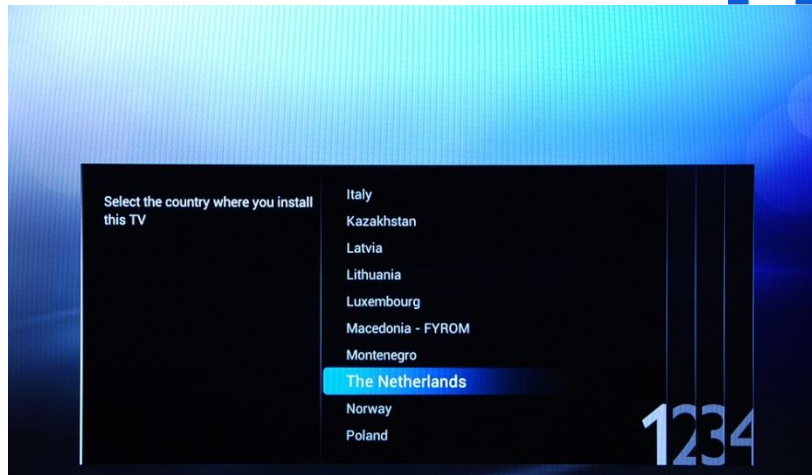 Select the country where you install
this TV
Italy
Kazakhstan
Latvia
Lithuania
Luxembourg
Macedonia - FYROM
Montenegro
The Netherlands
Norway
Poland
1234